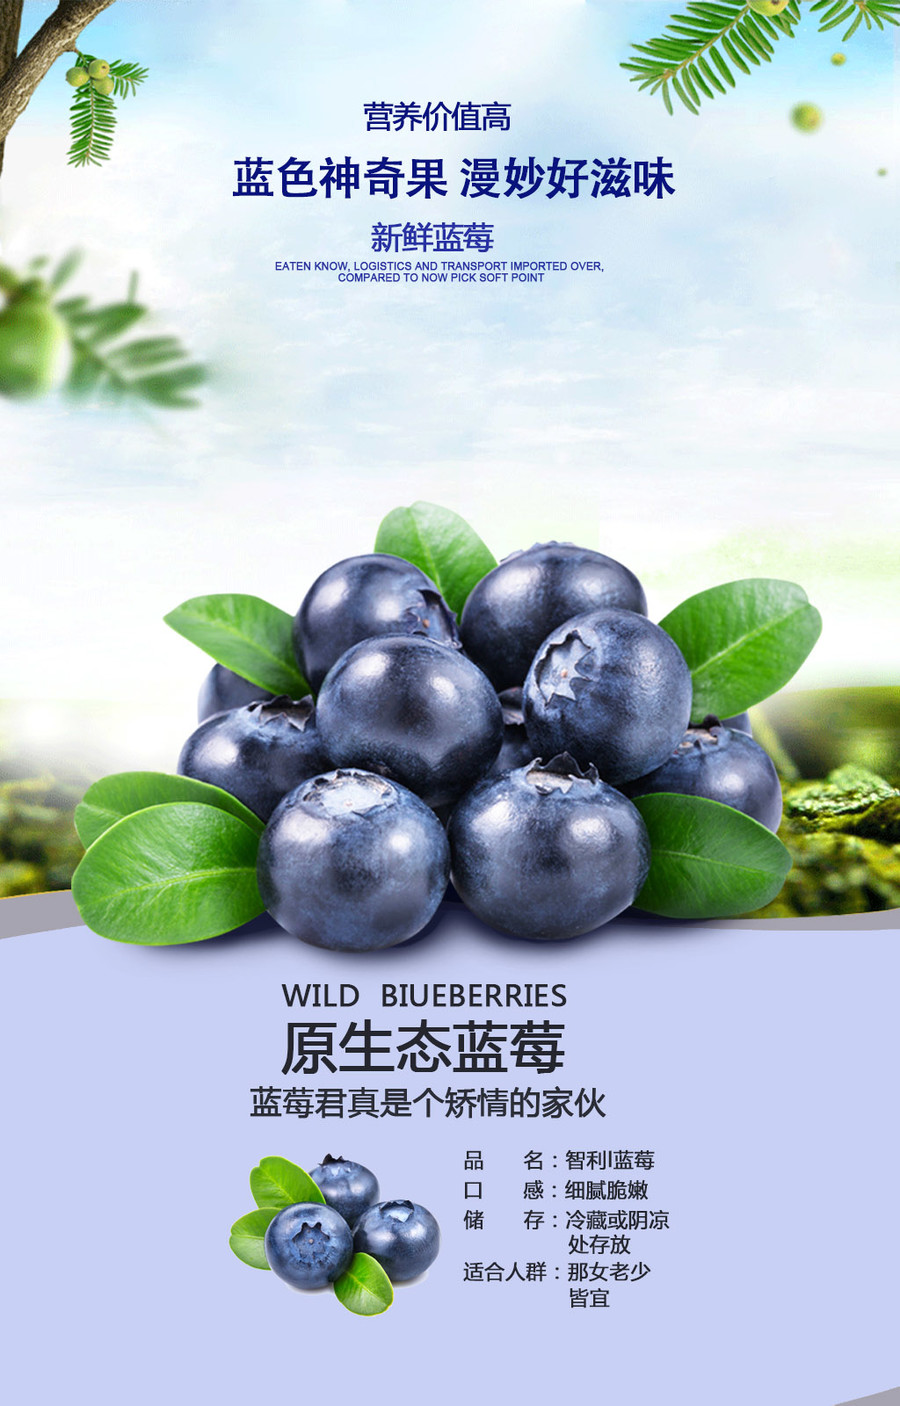 营养价值高
蓝色神奇果 漫妙好滋味
新鲜蓝莓
EATEN KNOW, LOGISTICS AND TRANSPORT IMPORTED OVER,
COMPARED TO NOW PICK SOFT POINT
WILD BIUEBERRIES
原生态蓝莓
蓝莓君真是个矫情的家伙
品 名：智利l蓝莓
口 感：细腻脆嫩
储 存：冷藏或阴凉
处存放
适合人群：那女老少
皆宜